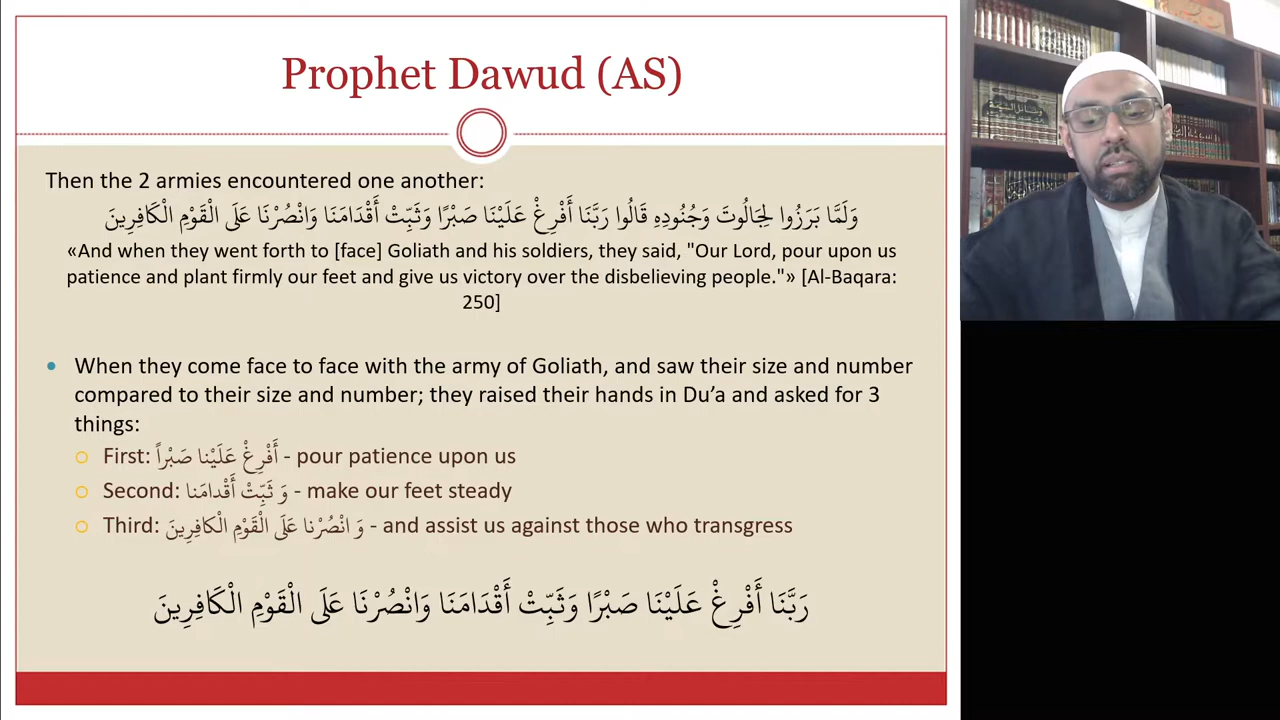 Prophet Dawud (AS)
Then the 2 armies encountered one another:
وَلَمَّا بَرَزُوا لِجَالُوتَ وَجُنُودِهِ قَالُوا رَبَّنَا أَفْرِغْ عَلَيْنَا صَبْرًا وَثَبِّتْ أَقْدَامَنَا وَانْصُرْنَا عَلَى الْقَوْمِ الْكَافِرِينَ
«And when they went forth to [face] Goliath and his soldiers, they said, "Our Lord, pour upon us
patience and plant firmly our feet and give us victory over the disbelieving people."» [Al-Baqara:
250]
• When they come face to face with the army of Goliath, and saw their size and number
compared to their size and number; they raised their hands in Du’a and asked for 3
things:
First: أَفْرِغْ عَلَيْنا صَبْراً - pour patience upon us
Second: وَ ثَبِّتْ أَقْدامَنا - make our feet steady
Third: وَ انْصُرْنا عَلَى الْقَوْمِ الْكافِرِينَ - and assist us against those who transgress
رَبَّنَا أَفْرِغْ عَلَيْنَا صَبْرًا وَثَبِّتْ أَقْدَامَنَا وَانْصُرْنَا عَلَى الْقَوْمِ الْكَافِرِينَ